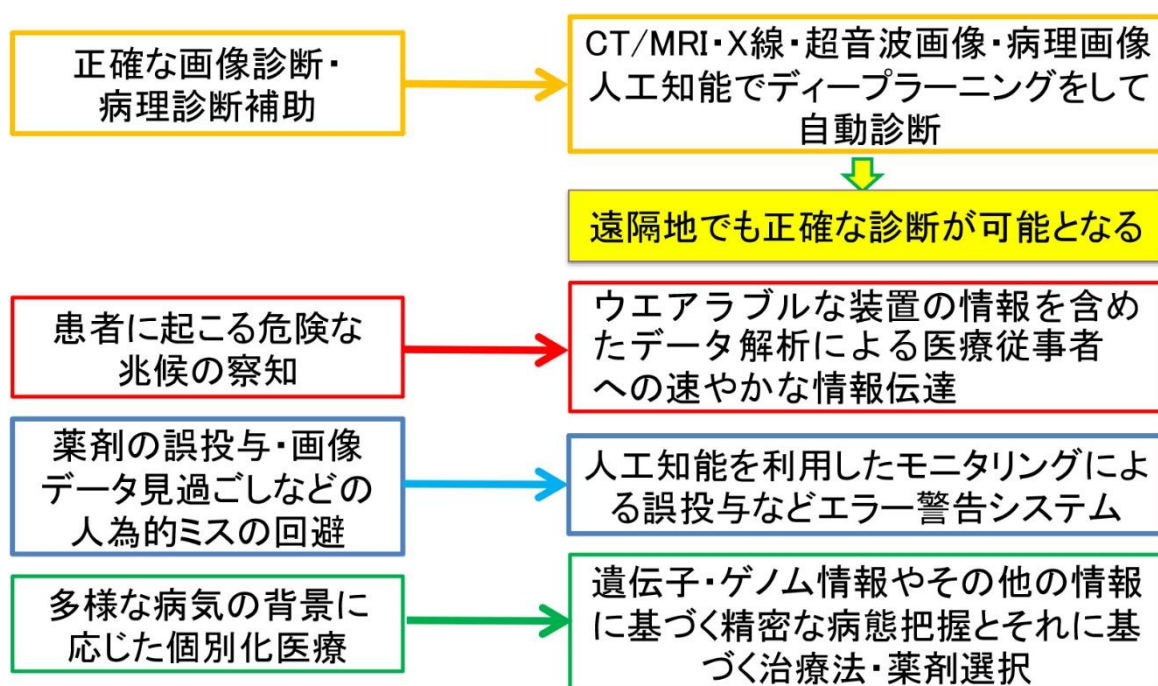 正確な画像診断・
病理診断補助
CT/MRI・X線・超音波画像・病理画像
人工知能でディープラーニングをして
自動診断
遠隔地でも正確な診断が可能となる
患者に起こる危険な
兆候の察知
ウエアラブルな装置の情報を含め
たデータ解析による医療従事者
への速やかな情報伝達
薬剤の誤投与・画像
データ見過ごしなどの
人為的ミスの回避
人工知能を利用したモニタリングによ
る誤投与などエラー警告システム
多様な病気の背景に
応じた個別化医療
遺伝子・ゲノム情報やその他の情報
に基づく精密な病態把握とそれに基
づく治療法・薬剤選択